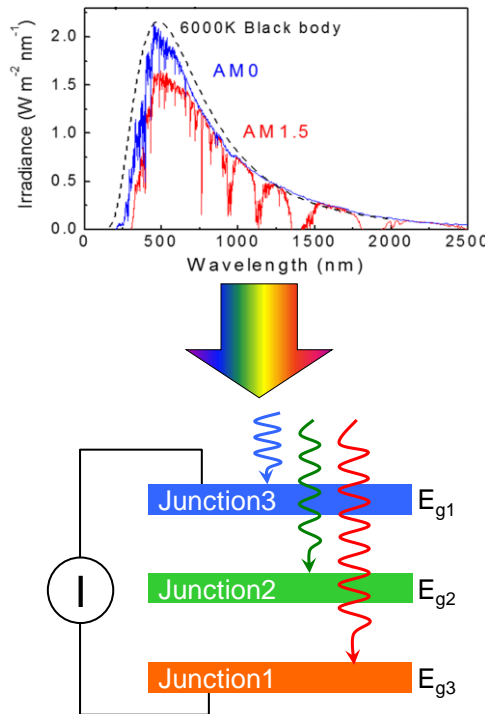 6000K Black body
AM0
AM1.5
Irradiance (W m-2 nm-1)
2.0
1.5
1.0
0.5
0.0
0 500 1000 1500 2000 2500
Wavelength (nm)
Junction3 Eg1
I
Junction2 Eg2
Junction1 Eg3